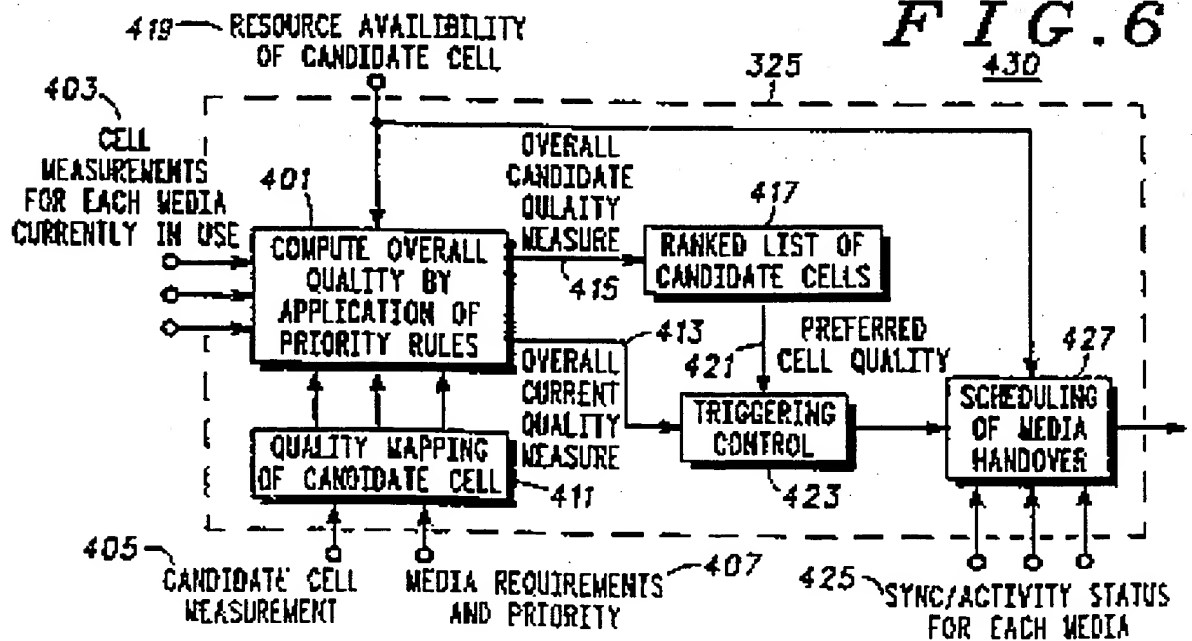 FIG. 6
430
419
RESOURCE AVAILIBILITY
OF CANDIDATE CELL
325
403
CELL
MEASUREMENTS
FOR EACH MEDIA
CURRENTLY IN USE
401
COMPUTE OVERALL
QUALITY BY
APPLICATION OF
PRIORITY RULES
OVERALL
CANDIDATE
QULAITY
MEASURE
415
417
RANKED LIST OF
CANDIDATE CELLS
413
OVERALL
CURRENT
QUALITY
MEASURE
421
PREFERRED
CELL QUALITY
427
TRIGGERING
CONTROL
423
SCHEDULING
OF MEDIA
HANDOVER
QUALITY MAPPING
OF CANDIDATE CELL
411
405
CANDIDATE CELL
MEASUREMENT
MEDIA REQUIREMENTS
AND PRIORITY
407
425
SYNC/ACTIVITY STATUS
FOR EACH MEDIA